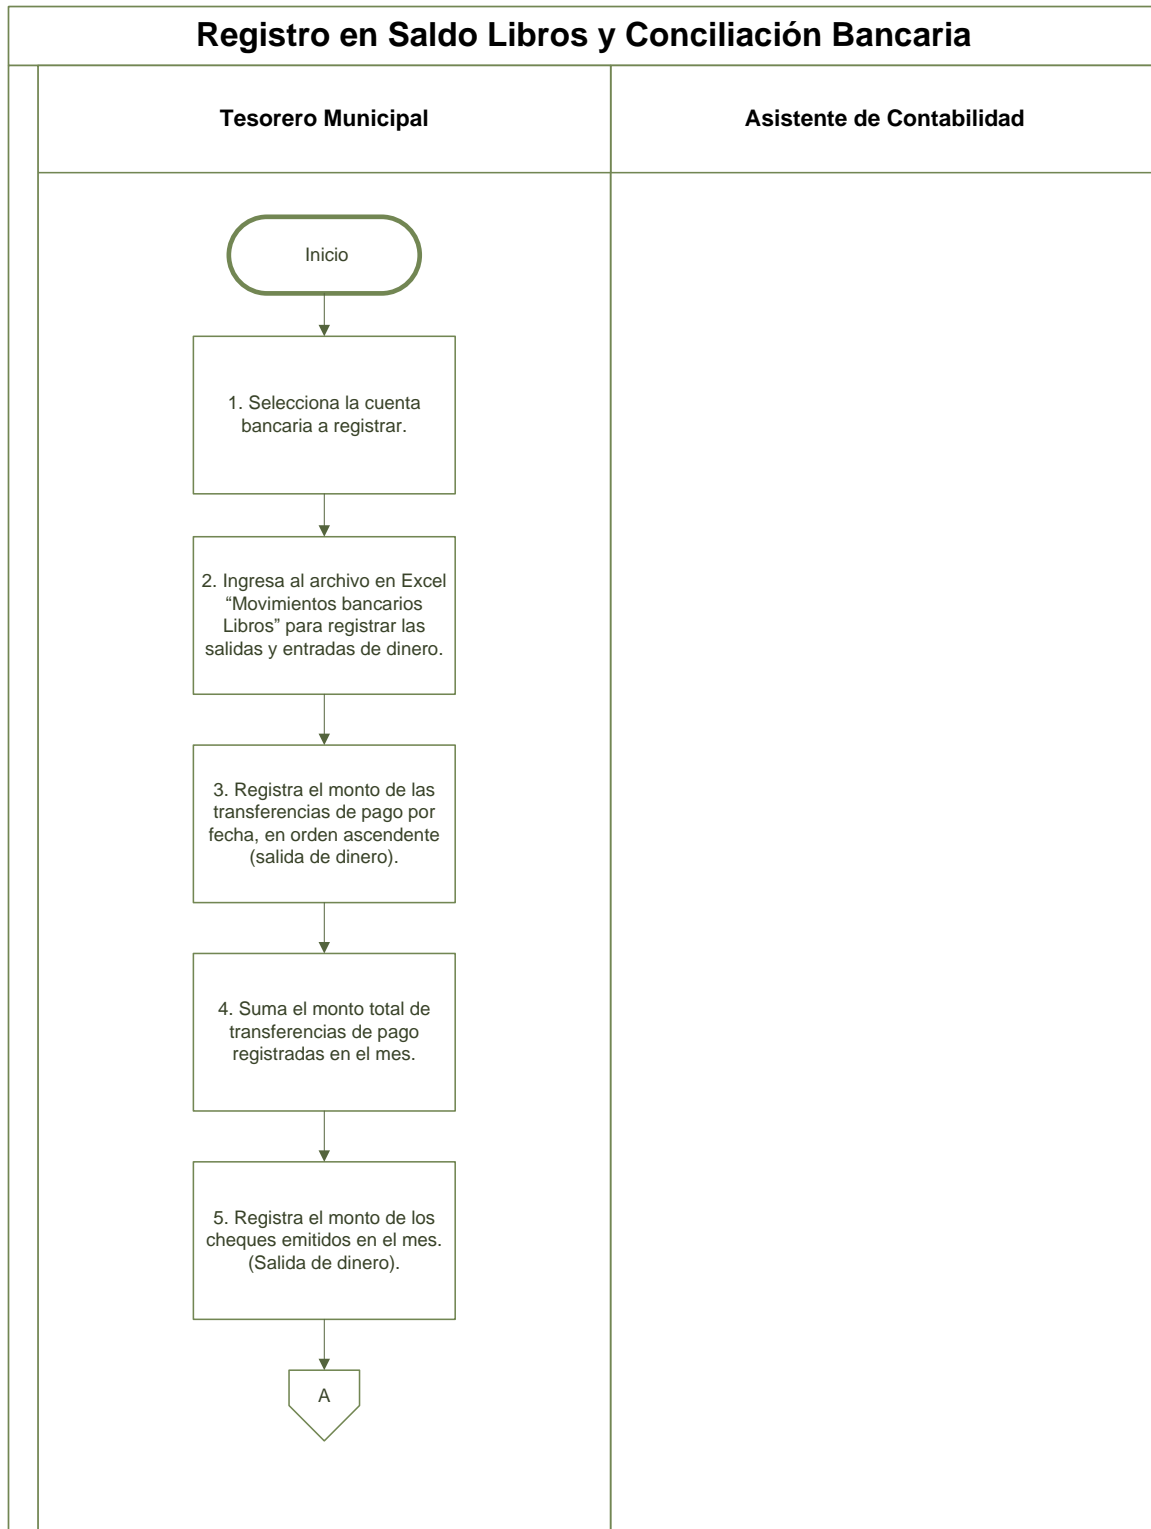 Registro en Saldo Libros y Conciliación Bancaria
Tesorero Municipal
Asistente de Contabilidad
Inicio
1. Selecciona la cuenta
bancaria a registrar.
2. Ingresa al archivo en Excel
“Movimientos bancarios
Libros” para registrar las
salidas y entradas de dinero.
3. Registra el monto de las
transferencias de pago por
fecha, en orden ascendente
(salida de dinero).
4. Suma el monto total de
transferencias de pago
registradas en el mes.
5. Registra el monto de los
cheques emitidos en el mes.
(Salida de dinero).
A